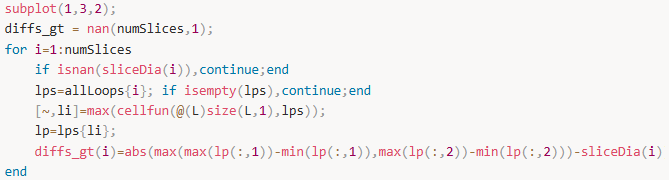 subplot(1,3,2);
diffs_gt = nan(numSlices,1);
for i=1:numSlices
    if isnan(sliceDia(i)),continue;end
    lps=allLoops{i}; if isempty(lps),continue;end
    [~,li]=max(cellfun(@(L)size(L,1),lps));
    lp=lps{li};
    diffs_gt(i)=abs(max(max(lp(:,1))-min(lp(:,1)),max(lp(:,2))-min(lp(:,2)))-sliceDia(i)
end